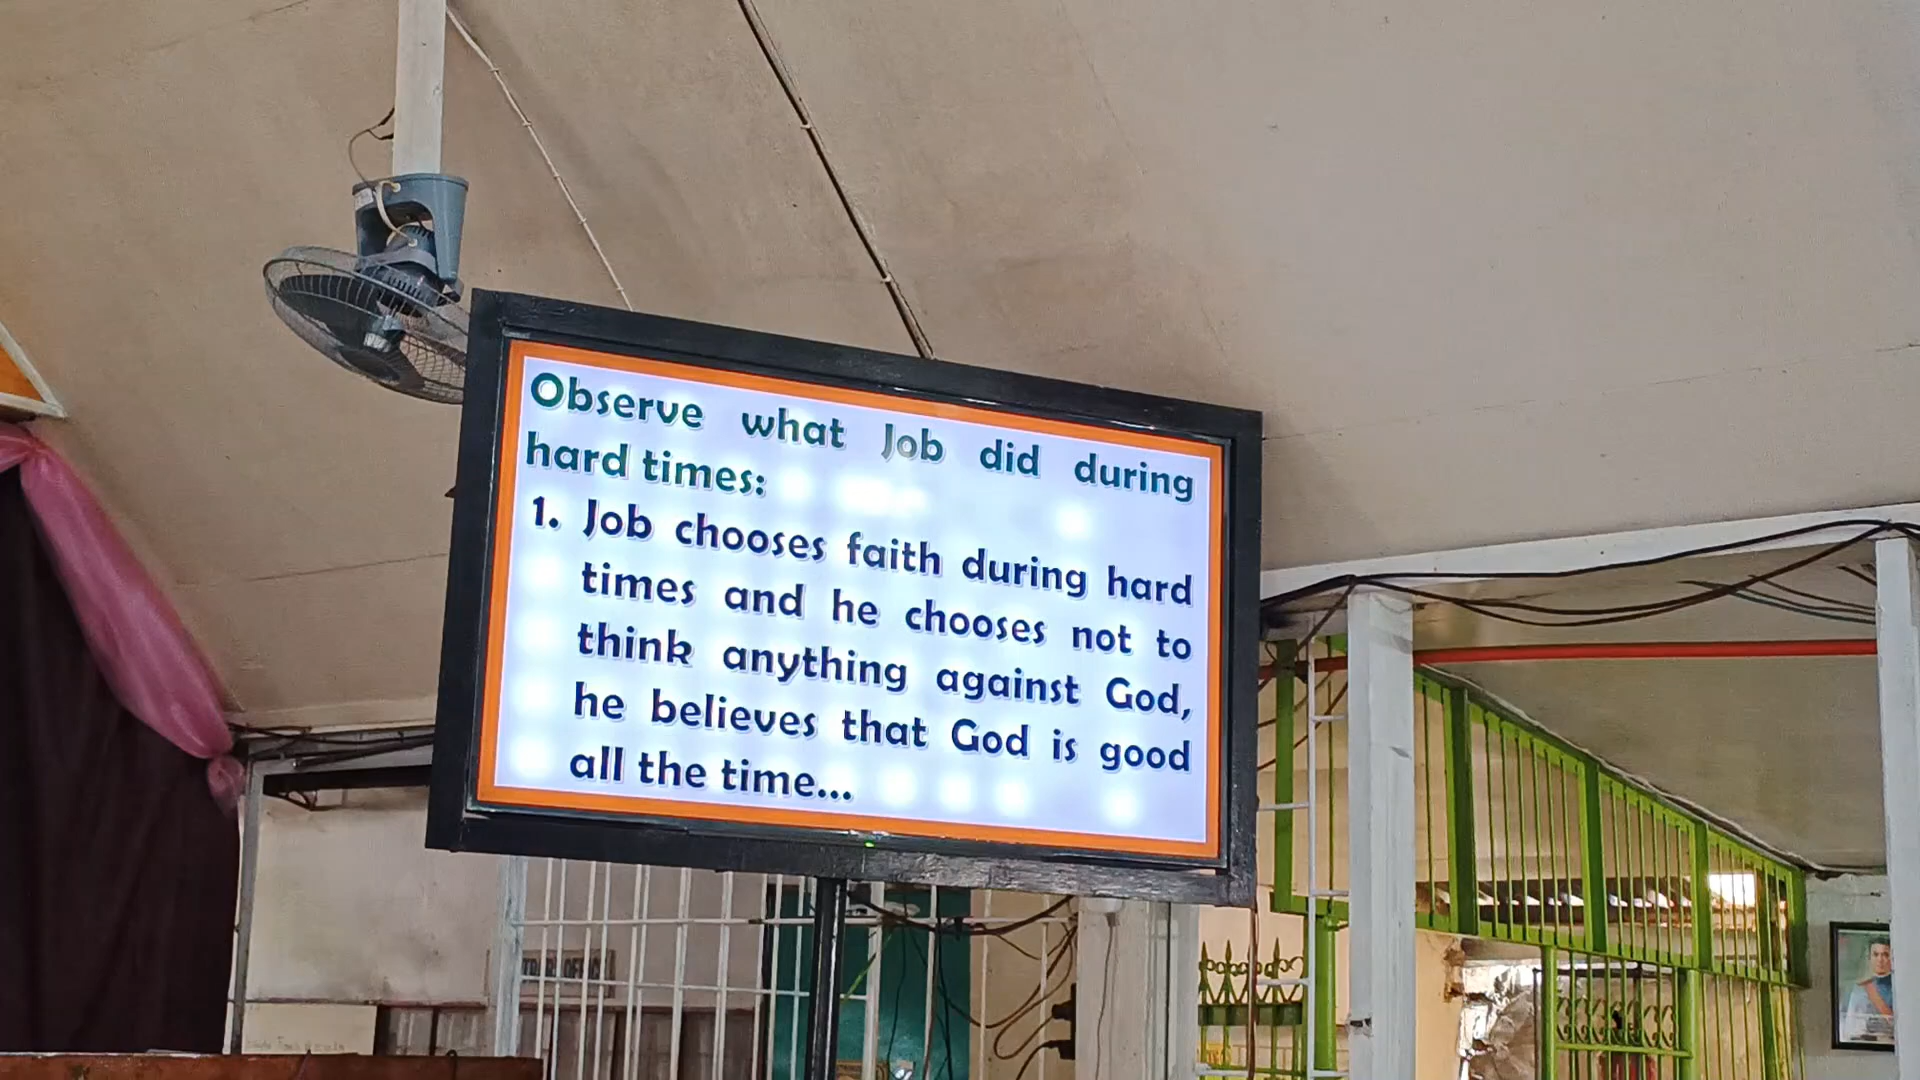 Observe what Job did during
hard times:
1. Job chooses faith during hard
times and he chooses not to
think anything against God,
he believes that God is good
all the time...